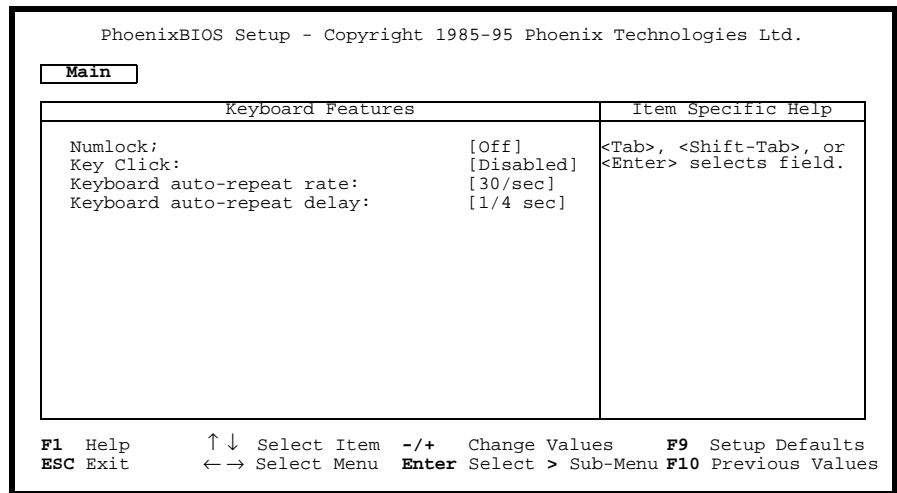 PhoenixBIOS Setup - Copyright 1985-95 Phoenix Technologies Ltd.
Main
Keyboard Features Item Specific Help
Numlock; [Off] <Tab>, <Shift-Tab>, or
Key Click: [Disabled] <Enter> selects field.
Keyboard auto-repeat rate: [30/sec]
Keyboard auto-repeat delay: [1/4 sec]
F1 Help ↑↓ Select Item -/+ Change Values F9 Setup Defaults
ESC Exit ←→ Select Menu Enter Select > Sub-Menu F10 Previous Values